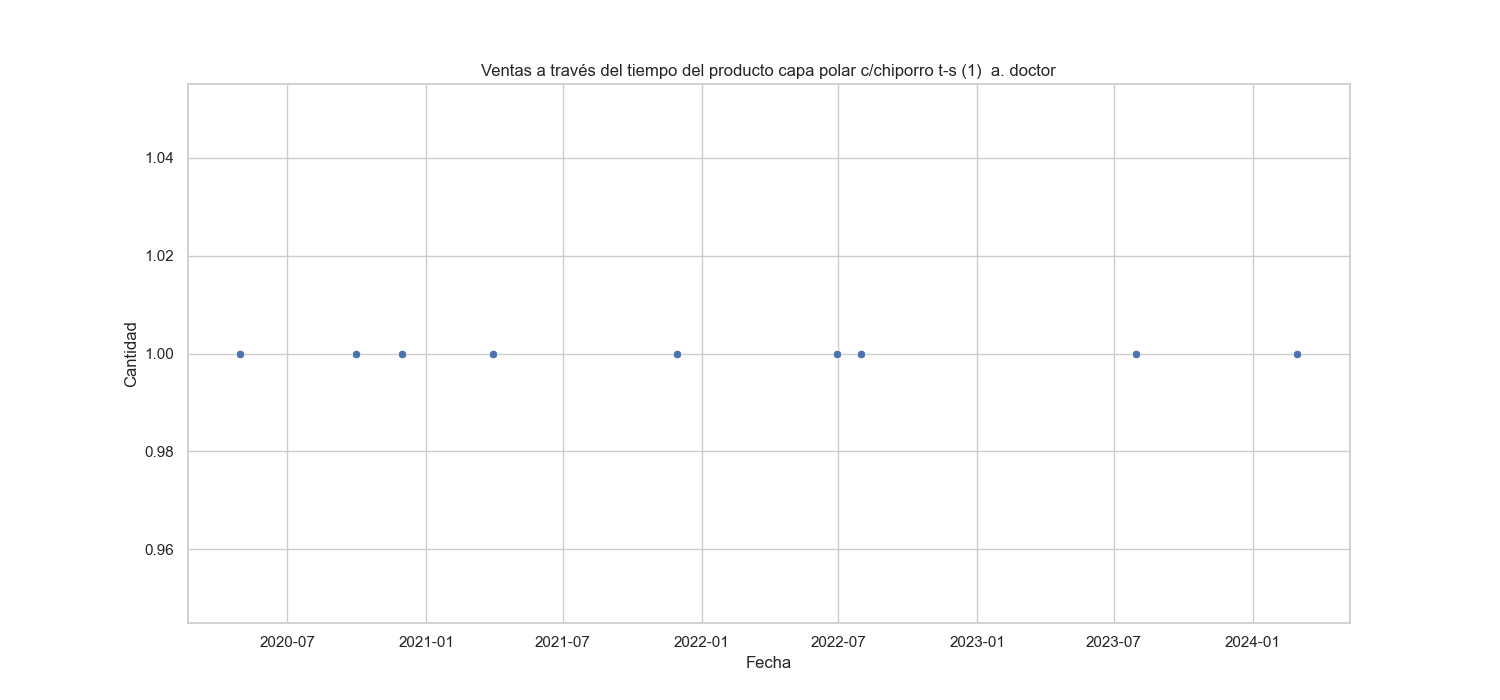 Ventas a través del tiempo del producto capa polar c/chiporro t-s (1)  a. doctor
1.04
1.02
1.00
0.98
0.96
Cantidad
2020-07 2021-01 2021-07 2022-01 2022-07 2023-01 2023-07 2024-01
Fecha